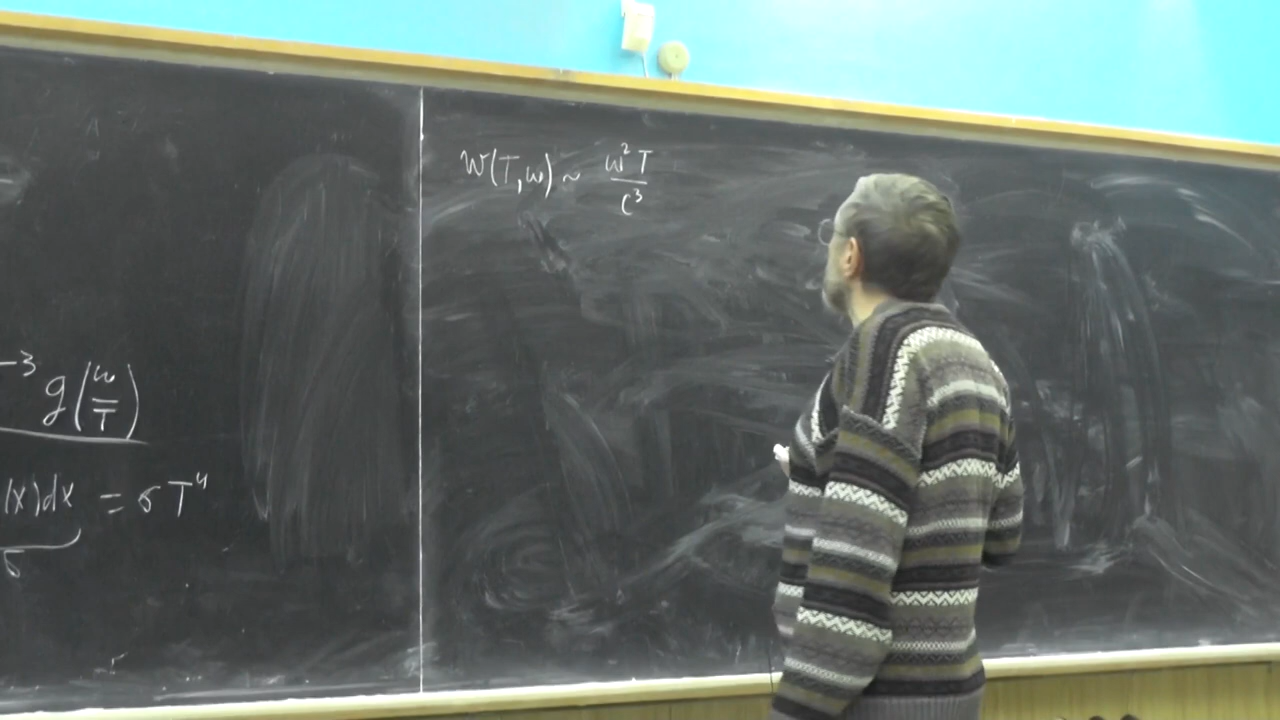 -3 g(ω/T)
(x)dx = σT⁴
σ
W(T,ω) ~ ω²T/c³